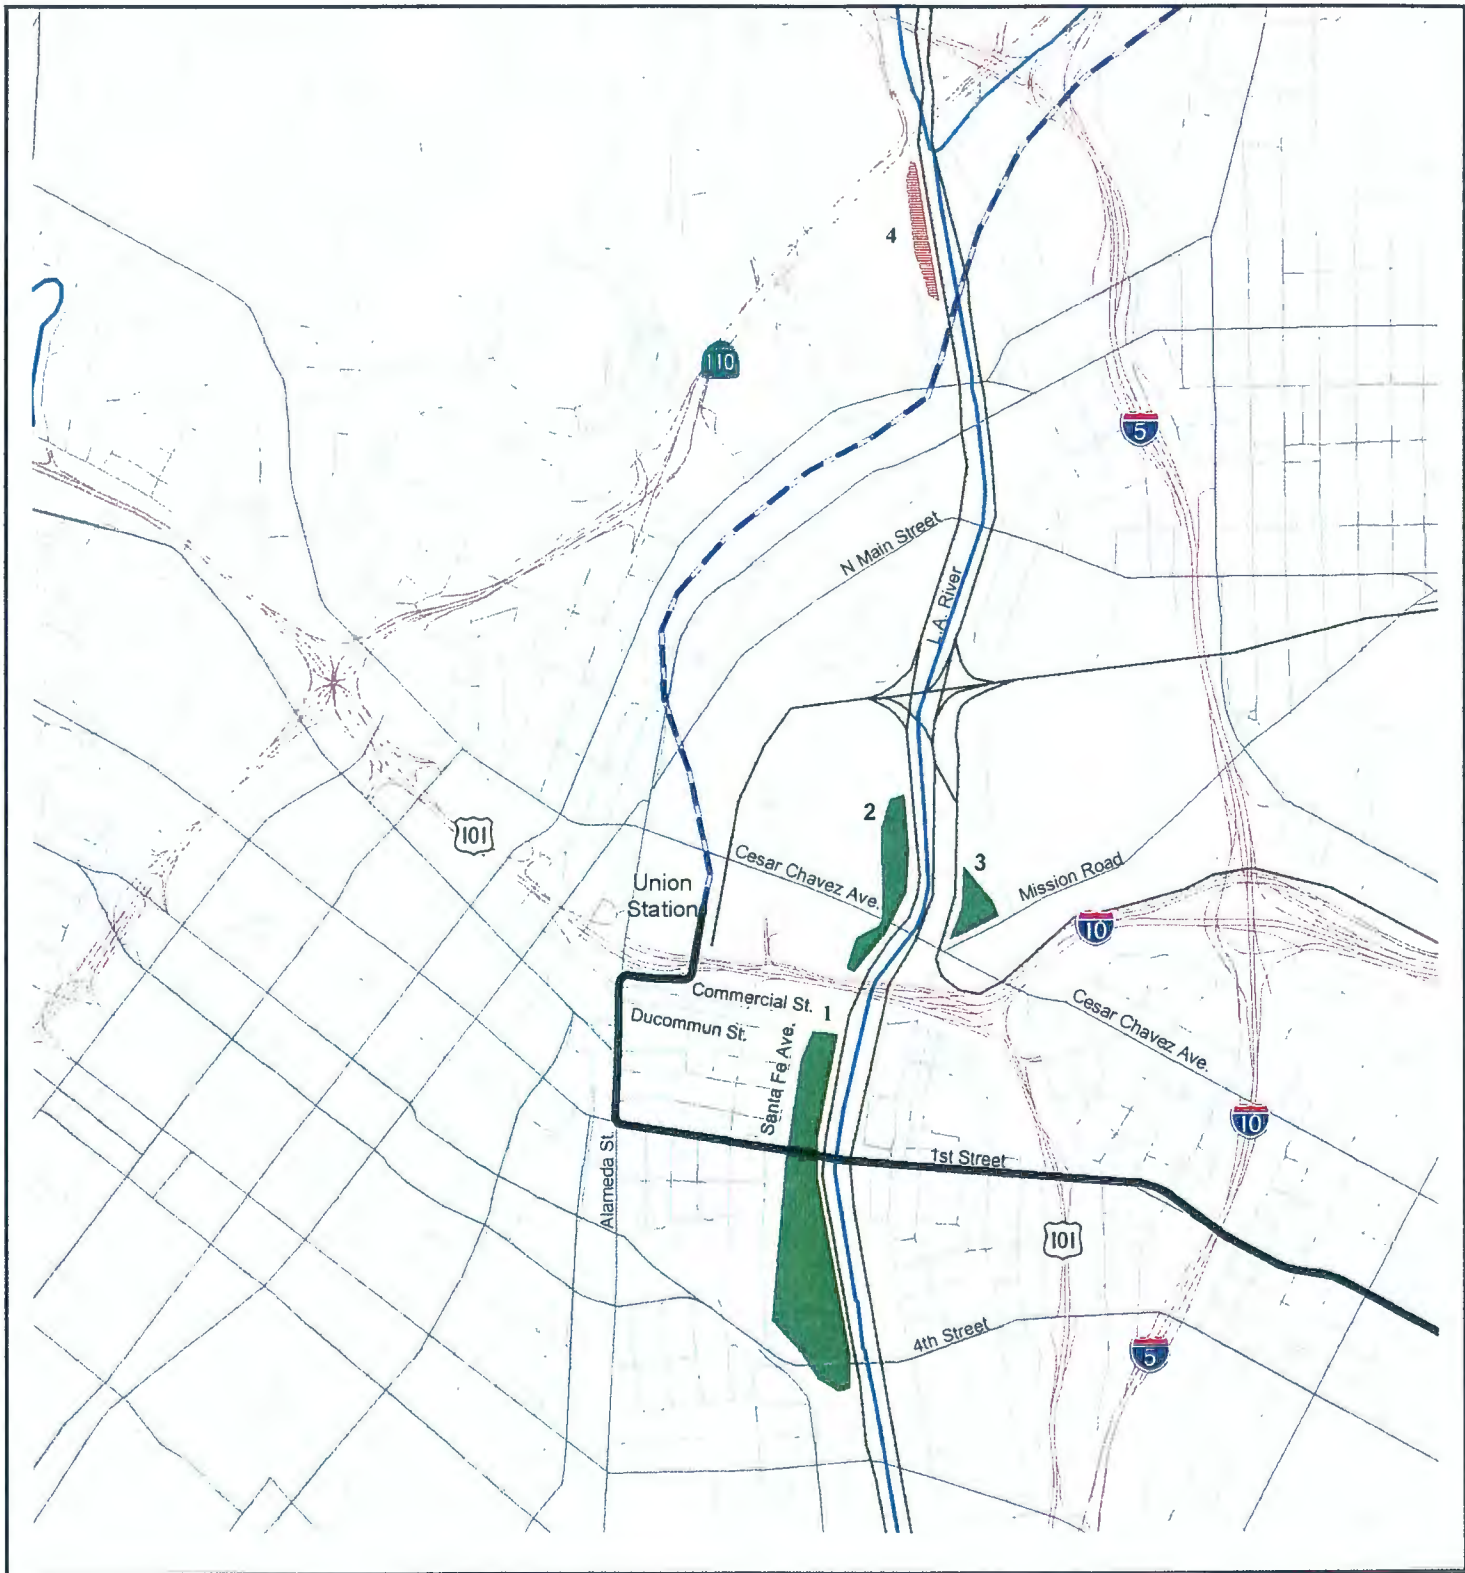 4
110
5
N Main Street
L.A. River
2
101
3
Cesar Chavez Ave.
Mission Road
Union
Station
10
Commercial St.
1
Cesar Chavez Ave.
Ducommun St.
Santa Fe Ave.
10
1st Street
Alameda St.
101
4th Street
5